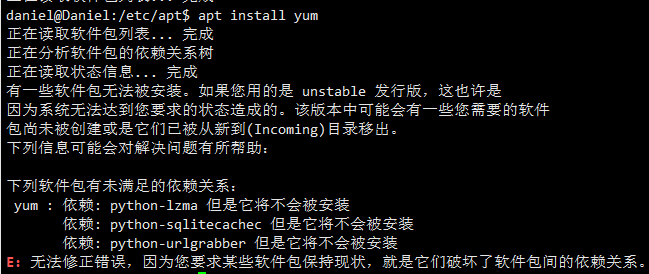 daniel@Daniel:/etc/apt$ apt install yum
正在读取软件包列表... 完成
正在分析软件包的依赖关系树
正在读取状态信息... 完成
有一些软件包无法被安装。如果您用的是 unstable 发行版，这也许是
因为系统无法达到您要求的状态造成的。该版本中可能会有一些您需要的软件
包尚未被创建或是它们已被从新到(Incoming)目录移出。
下列信息可能会对解决问题有所帮助：
下列软件包有未满足的依赖关系：
yum : 依赖: python-lzma 但是它将不会被安装
依赖: python-sqlitecachec 但是它将不会被安装
依赖: python-urlgrabber 但是它将不会被安装
E: 无法修正错误，因为您要求某些软件包保持现状，就是它们破坏了软件包间的依赖关系。